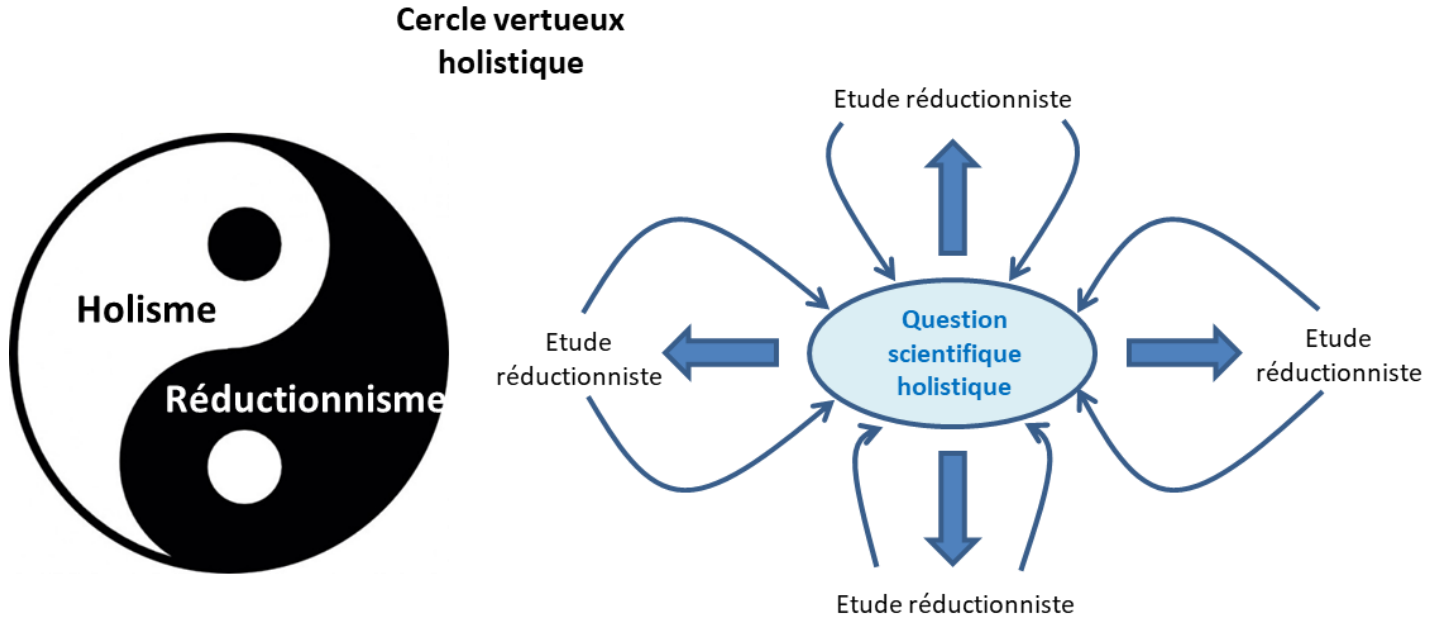 Cercle vertueux
holistique
Holisme
Réductionnisme
Etude réductionniste
Etude
réductionniste
Question
scientifique
holistique
Etude
réductionniste
Etude réductionniste